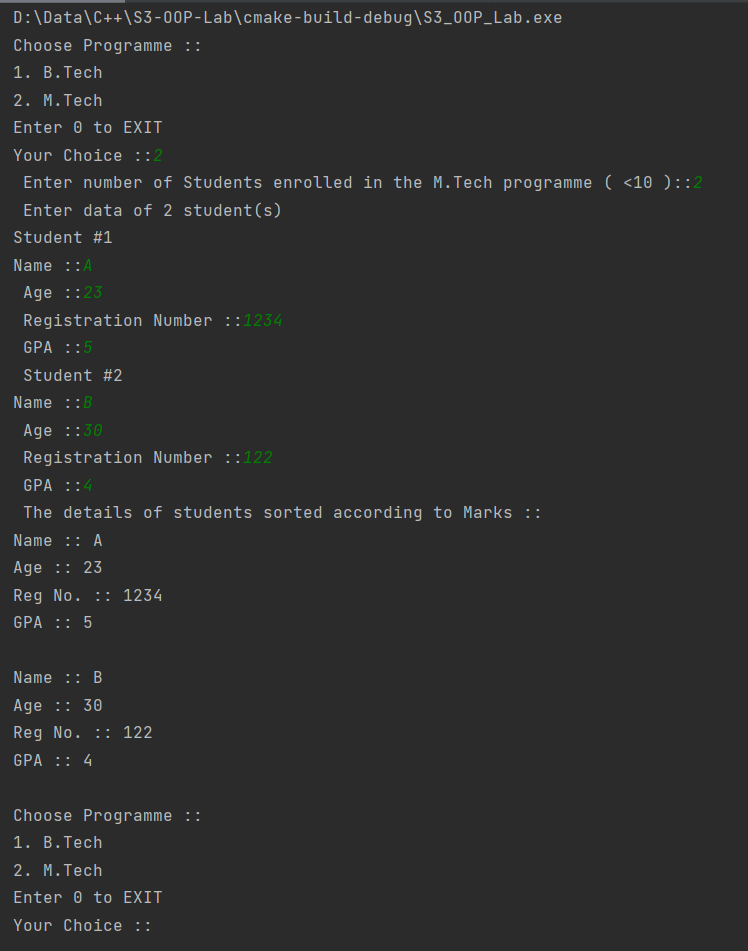 D:\Data\C++\S3-OOP-Lab\cmake-build-debug\S3_OOP_Lab.exe
Choose Programme ::
1. B.Tech
2. M.Tech
Enter 0 to EXIT
Your Choice ::2
 Enter number of Students enrolled in the M.Tech programme ( <10 )::2
 Enter data of 2 student(s)
Student #1
Name ::A
 Age ::23
 Registration Number ::1234
 GPA ::5
 Student #2
Name ::B
 Age ::30
 Registration Number ::122
 GPA ::4
 The details of students sorted according to Marks ::
Name :: A
Age :: 23
Reg No. :: 1234
GPA :: 5

Name :: B
Age :: 30
Reg No. :: 122
GPA :: 4

Choose Programme ::
1. B.Tech
2. M.Tech
Enter 0 to EXIT
Your Choice ::